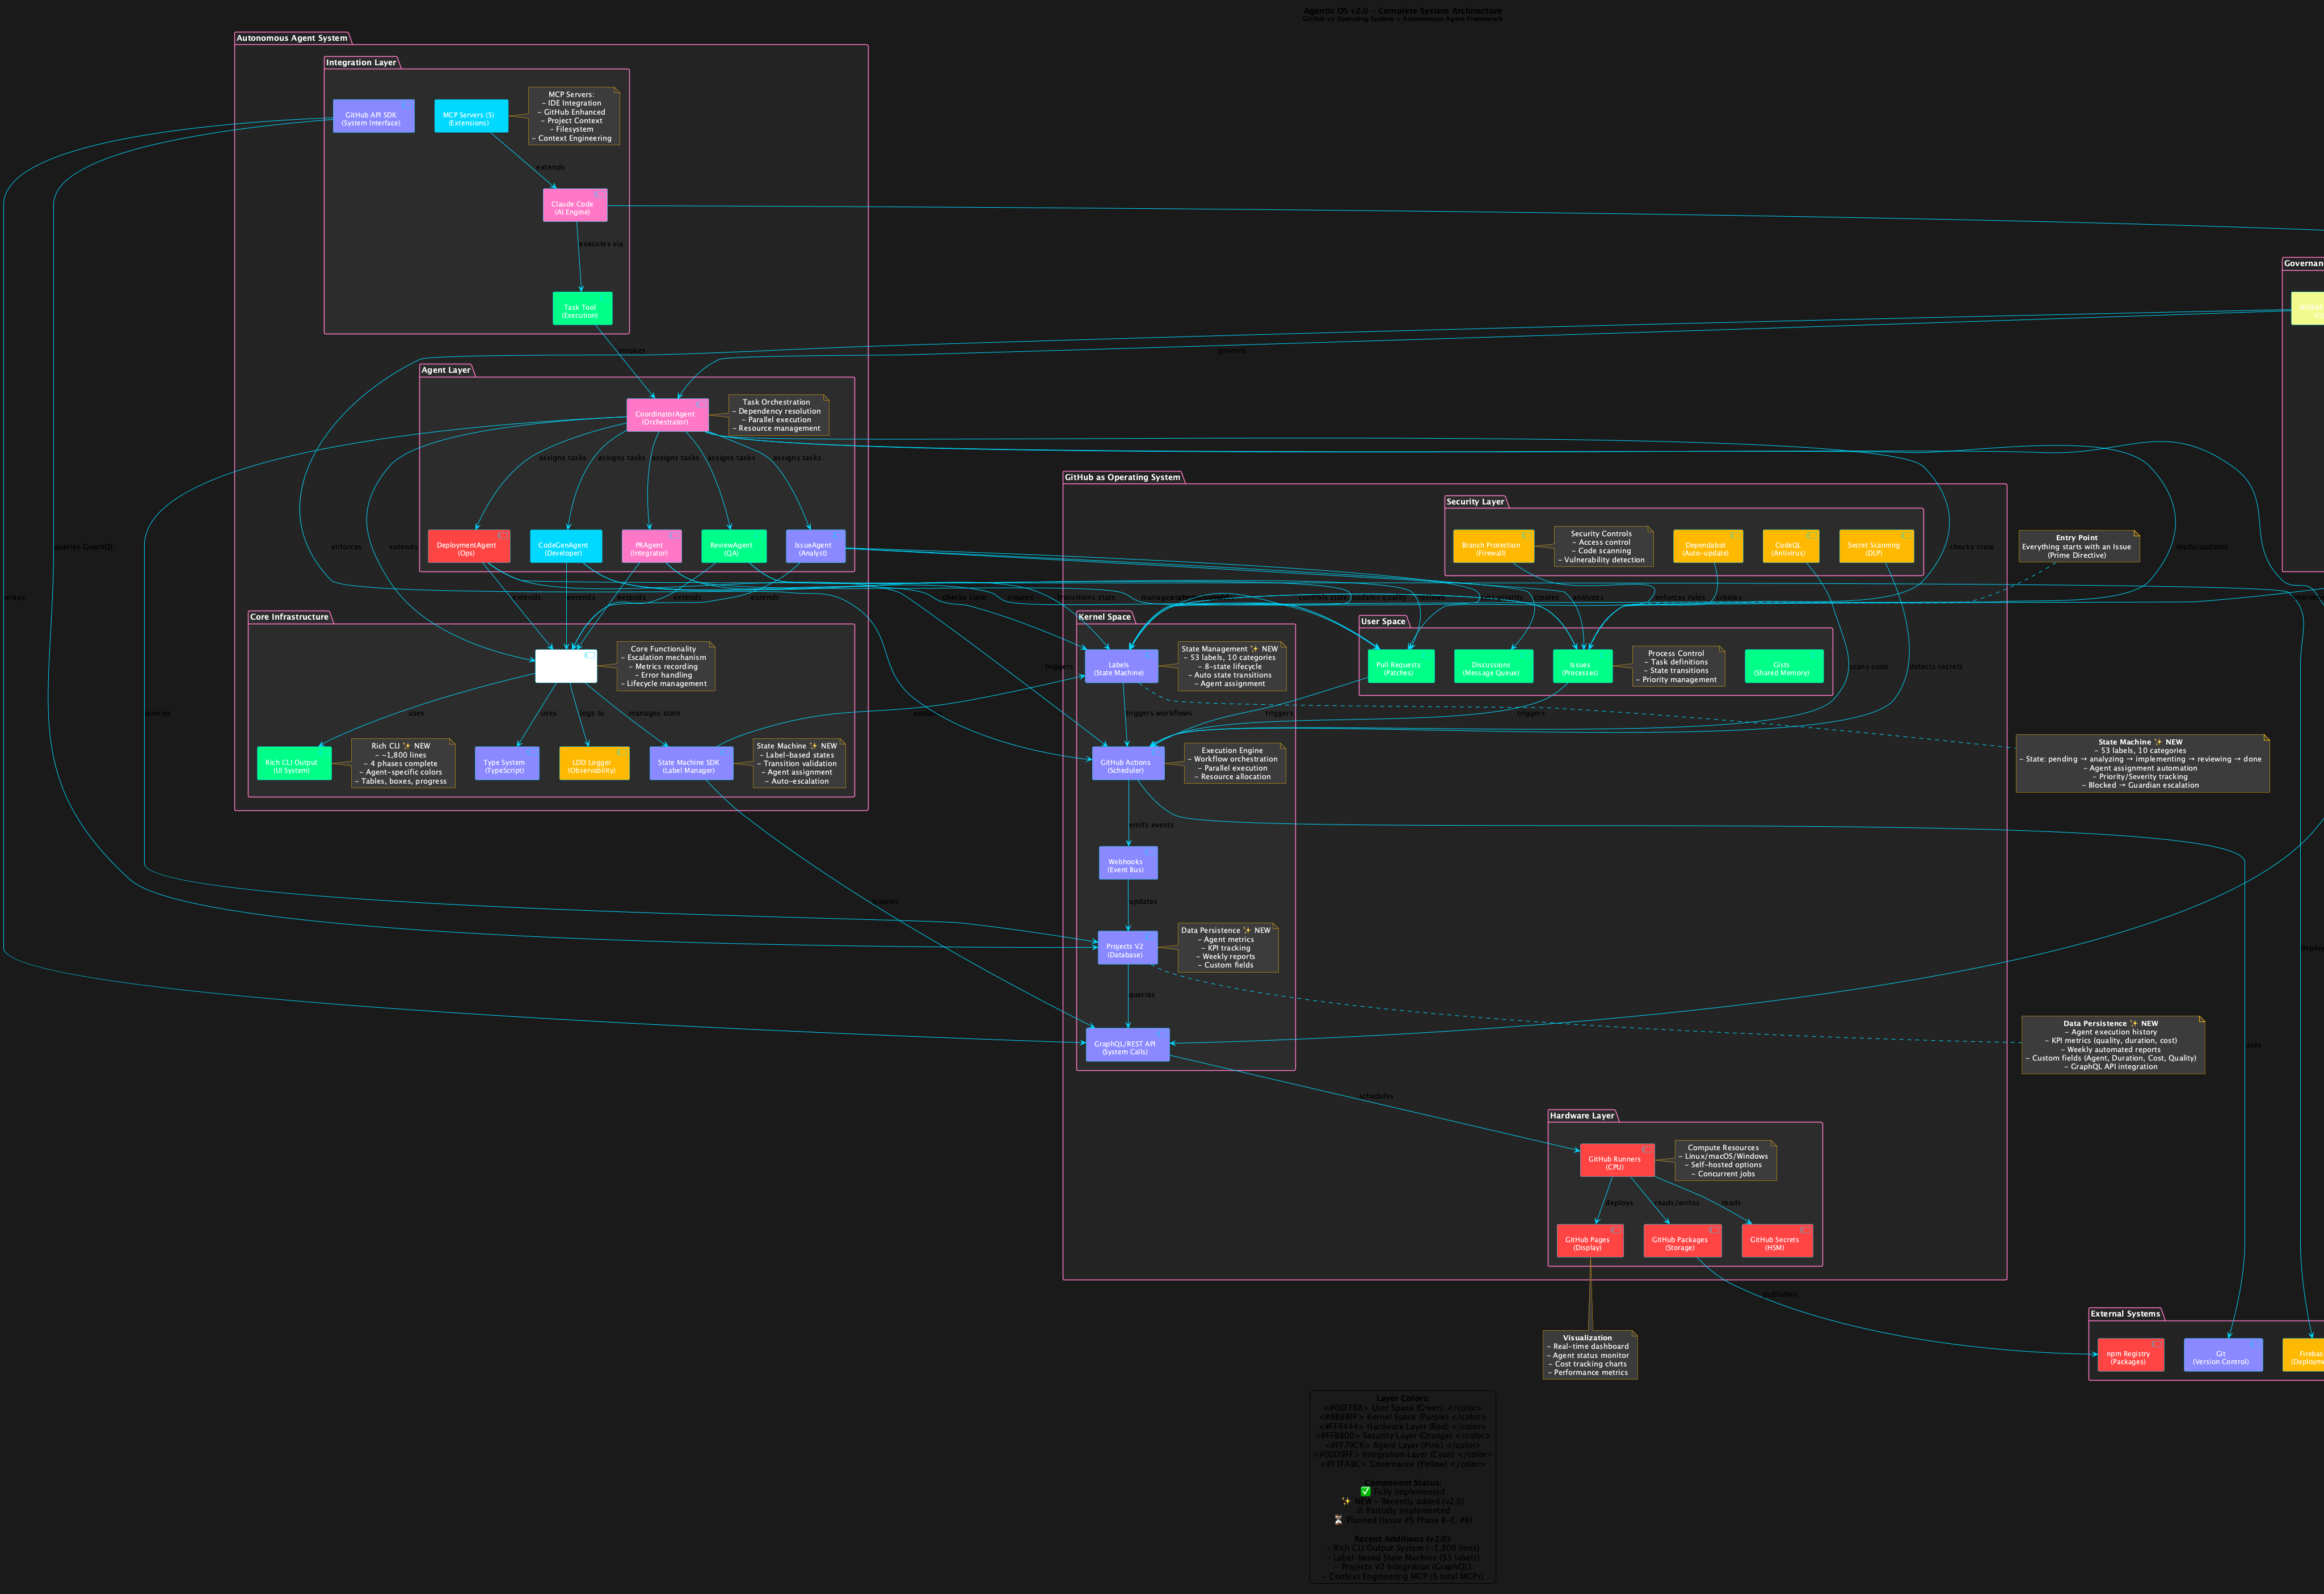 Agentic OS v2.0 - Complete System Architecture
GitHub as Operating System + Autonomous Agent Framework
Autonomous Agent System
Integration Layer
GitHub API SDK
(System Interface)
MCP Servers (5)
(Extensions)
MCP Servers:
- IDE Integration
- GitHub Enhanced
- Project Context
- Filesystem
- Context Engineering
extends
Claude Code
(AI Engine)
executes via
Task Tool
(Execution)
invokes
governs
Governan
Agent Layer
CoordinatorAgent
(Orchestrator)
Task Orchestration
- Dependency resolution
- Parallel execution
- Resource management
assigns tasks
assigns tasks
assigns tasks
assigns tasks
assigns tasks
DeploymentAgent
(Ops)
CodeGenAgent
(Developer)
PRAgent
(Integrator)
ReviewAgent
(QA)
IssueAgent
(Analyst)
queries GraphQL
enforces
extends
wraps
extends
extends
extends
extends
extends
checks state
creates
transitions state
controls state
updates quality
reviews
creates
analyzes
enforces rules
creates
checks state
reads/updates
GitHub as Operating System
Security Layer
Branch Protection
(Firewall)
Security Controls
- Access control
- Code scanning
- Vulnerability detection
Dependabot
(Auto-update)
CodeQL
(Antivirus)
Secret Scanning
(DLP)
Entry Point
Everything starts with an Issue
(Prime Directive)
Core Infrastructure
Core Functionality
- Escalation mechanism
- Metrics recording
- Error handling
- Lifecycle management
queries
uses
uses
logs to
manages state
triggers
Rich CLI Output
(UI System)
Rich CLI ✨ NEW
- ~1,800 lines
- 4 phases complete
- Agent-specific colors
- Tables, boxes, progress
Type System
(TypeScript)
LDD Logger
(Observability)
State Machine SDK
(Label Manager)
State Machine ✨ NEW
- Label-based states
- Transition validation
- Agent assignment
- Auto-escalation
Kernel Space
Labels
(State Machine)
State Management ✨ NEW
- 53 labels, 10 categories
- 8-state lifecycle
- Auto state transitions
- Agent assignment
User Space
Pull Requests
(Patches)
Discussions
(Message Queue)
Issues
(Processes)
Process Control
- Task definitions
- State transitions
- Priority management
Gists
(Shared Memory)
scans code
detects secrets
triggers workflows
triggers
triggers
GitHub Actions
(Scheduler)
Execution Engine
- Workflow orchestration
- Parallel execution
- Resource allocation
State Machine ✨ NEW
- 53 labels, 10 categories
- State: pending → analyzing → implementing → reviewing → done
- Agent assignment automation
- Priority/Severity tracking
- Blocked → Guardian escalation
emits events
Webhooks
(Event Bus)
queries
updates
Projects V2
(Database)
Data Persistence ✨ NEW
- Agent metrics
- KPI tracking
- Weekly reports
- Custom fields
deploy
queries
GraphQL/REST API
(System Calls)
Data Persistence ✨ NEW
- Agent execution history
- KPI metrics (quality, duration, cost)
- Weekly automated reports
- Custom fields (Agent, Duration, Cost, Quality)
- GraphQL API integration
uses
schedules
Hardware Layer
GitHub Runners
(CPU)
Compute Resources
- Linux/macOS/Windows
- Self-hosted options
- Concurrent jobs
deploys
reads/writes
reads
GitHub Pages
(Display)
GitHub Packages
(Storage)
GitHub Secrets
(HSM)
publishes
Visualization
- Real-time dashboard
- Agent status monitor
- Cost tracking charts
- Performance metrics
External Systems
npm Registry
(Packages)
Git
(Version Control)
Firebas
(Deployme
Layer Colors:
<#00FF88> User Space (Green) </color>
<#8888FF> Kernel Space (Purple) </color>
<#FF4444> Hardware Layer (Red) </color>
<#FFB800> Security Layer (Orange) </color>
<#FF79C6> Agent Layer (Pink) </color>
<#00D9FF> Integration Layer (Cyan) </color>
<#F1FA8C> Governance (Yellow) </color>
Component Status:
✅ Fully Implemented
✨ NEW - Recently added (v2.0)
⚠ Partially Implemented
⏳ Planned (Issue #5 Phase B-E, #6)
Recent Additions (v2.0):
- Rich CLI Output System (~1,800 lines)
- Label-based State Machine (53 labels)
- Projects V2 Integration (GraphQL)
- Context Engineering MCP (5 total MCPs)